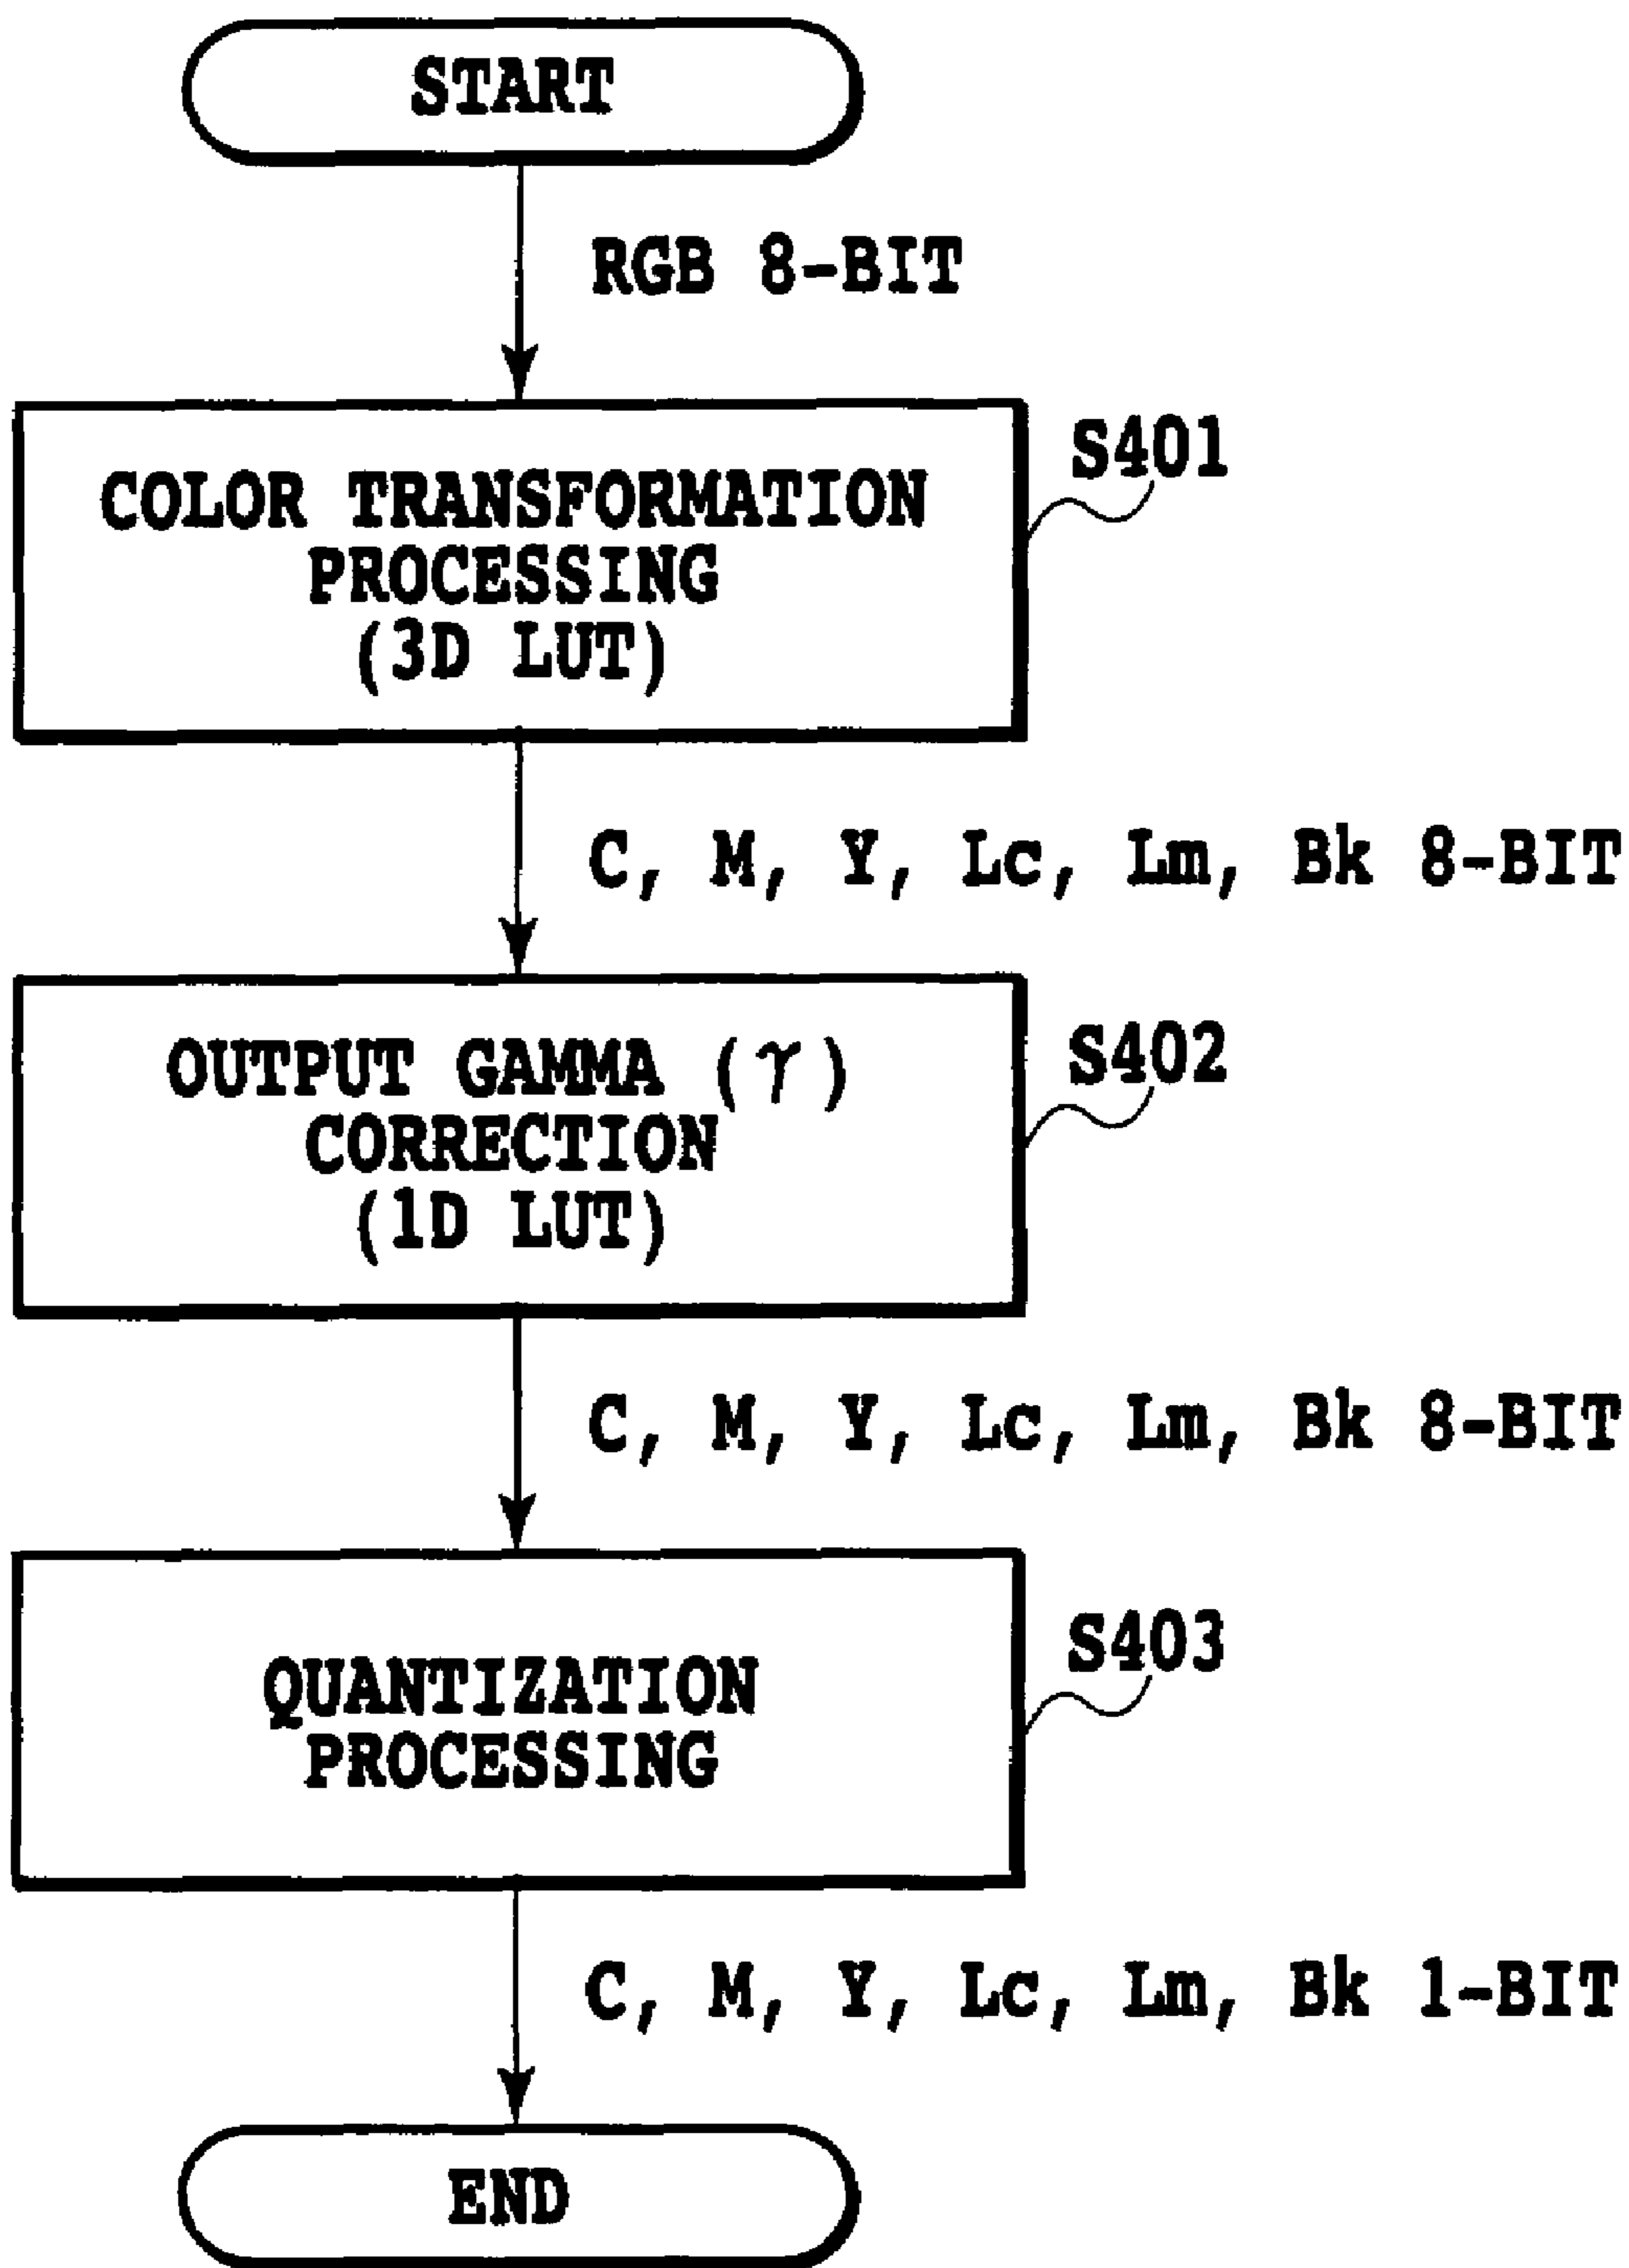 START
RGB 8-BIT
COLOR TRANSFORMATION
PROCESSING
(3D LUT)
S401
C, M, Y, Lc, Lm, Bk 8-BIT
OUTPUT GAMMA (γ)
CORRECTION
(1D LUT)
S402
C, M, Y, Lc, Lm, Bk 8-BIT
QUANTIZATION
PROCESSING
S403
C, M, Y, Lc, Lm, Bk 1-BIT
END